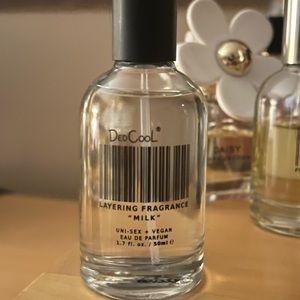 DedCooL®
LAYERING FRAGRANCE
"MILK"
UNI-SEX + VEGAN
EAU DE PARFUM
1.7 fl. oz. / 50ml ℮
DAISY